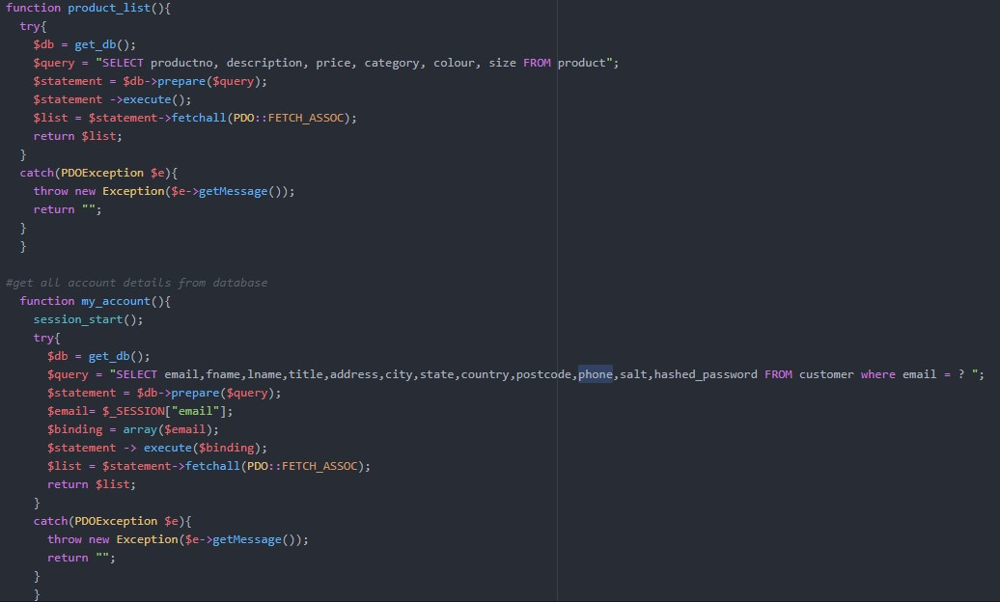 function product_list(){
try{
$db = get_db();
$query = "SELECT productno, description, price, category, colour, size FROM product";
$statement = $db->prepare($query);
$statement ->execute();
$list = $statement->fetchall(PDO::FETCH_ASSOC);
return $list;
}
catch(PDOException $e){
throw new Exception($e->getMessage());
return "";
}
}
#get all account details from database
function my_account(){
session_start();
try{
$db = get_db();
$query = "SELECT email,fname,lname,title,address,city,state,country,postcode,phone,salt,hashed_password FROM customer where email = ? ";
$statement = $db->prepare($query);
$email= $_SESSION["email"];
$binding = array($email);
$statement -> execute($binding);
$list = $statement->fetchall(PDO::FETCH_ASSOC);
return $list;
}
catch(PDOException $e){
throw new Exception($e->getMessage());
return "";
}
}